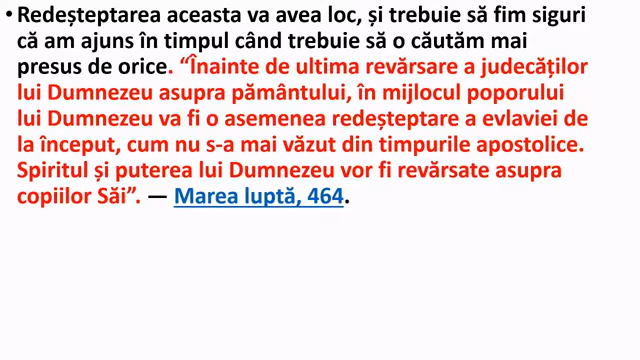 • Redeșteptarea aceasta va avea loc, și trebuie să fim siguri
că am ajuns în timpul când trebuie să o căutăm mai
presus de orice. “Înainte de ultima revărsare a judecăților
lui Dumnezeu asupra pământului, în mijlocul poporului
lui Dumnezeu va fi o asemenea redeșteptare a evlaviei de
la început, cum nu s-a mai văzut din timpurile apostolice.
Spiritul și puterea lui Dumnezeu vor fi revărsate asupra
copiilor Săi”. — Marea luptă, 464.